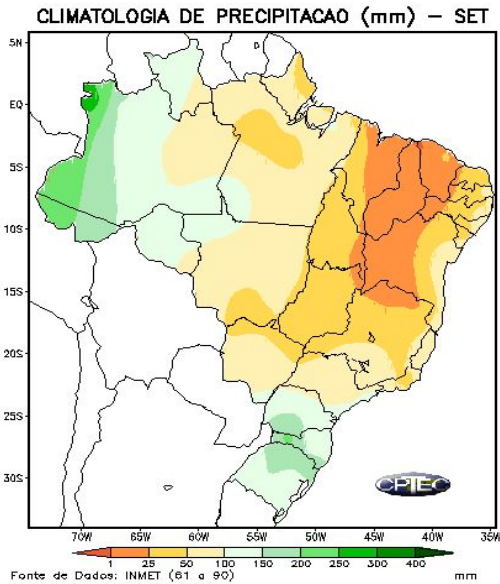 CLIMATOLOGIA DE PRECIPITACAO (mm) – SET
5N
EQ
5S
10S
15S
20S
25S
30S
CPTEC
70W 65W 60W 55W 50W 45W 40W 35W
1 25 50 100 150 200 250 300 400
Fonte de Dados: INMET (61 a 90) mm